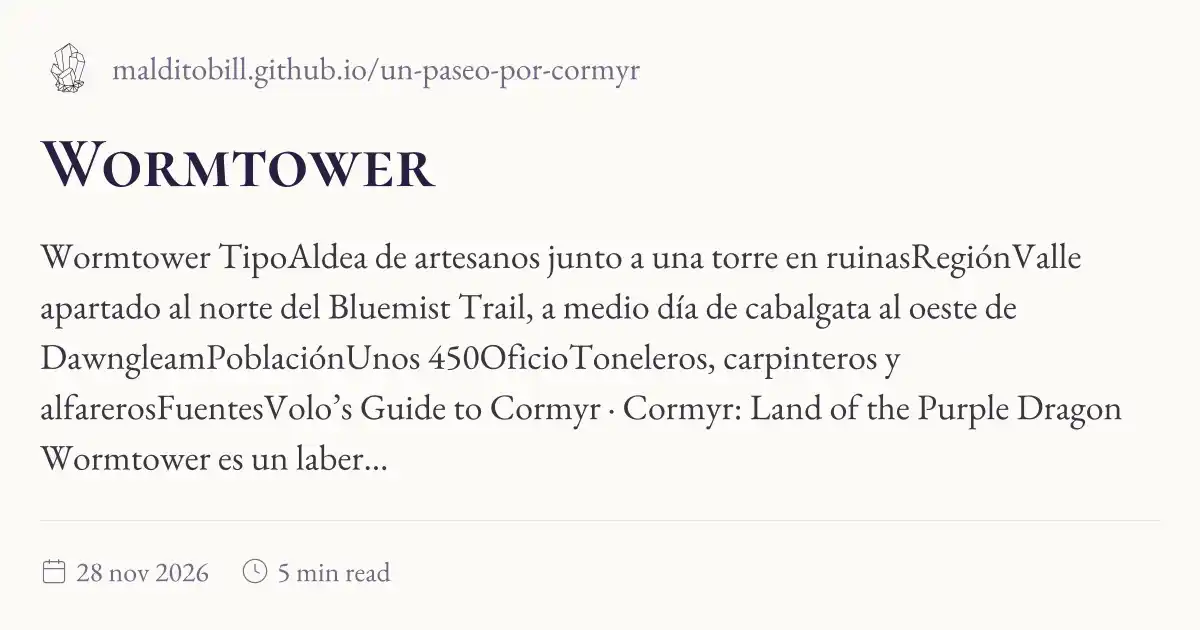 malditobill.github.io/un-paseo-por-cormyr
Wormtower
Wormtower TipoAldea de artesanos junto a una torre en ruinasRegiónValle
apartado al norte del Bluemist Trail, a medio día de cabalgata al oeste de
DawngleamPoblaciónUnos 450OficioToneleros, carpinteros y
alfarerosFuentesVolo’s Guide to Cormyr · Cormyr: Land of the Purple Dragon
Wormtower es un laber...
28 nov 2026
5 min read